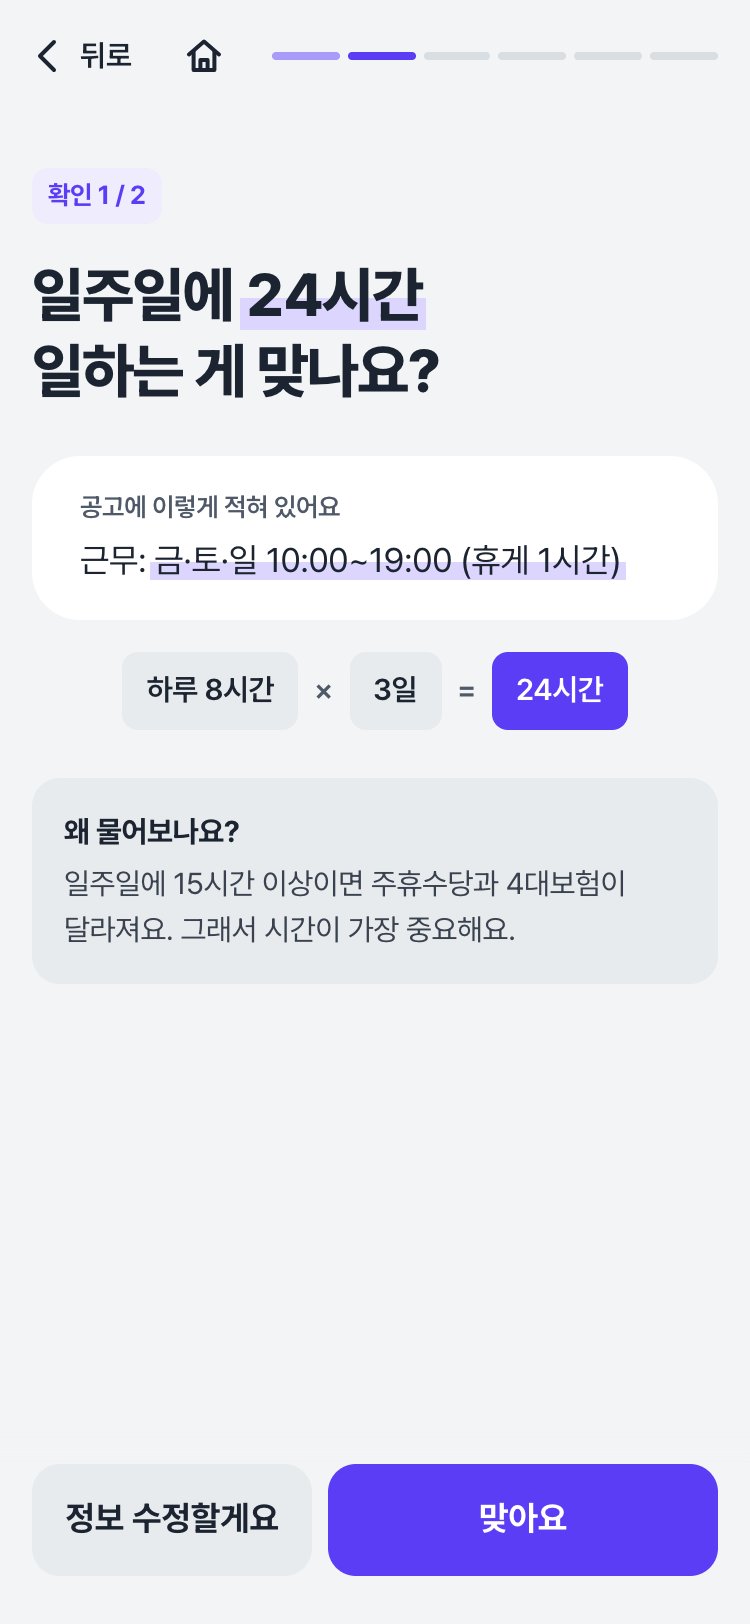 뒤로
확인 1 / 2
일주일에 24시간
일하는 게 맞나요?
공고에 이렇게 적혀 있어요
근무: 금·토·일 10:00~19:00 (휴게 1시간)
하루 8시간 × 3일 = 24시간
왜 물어보나요?
일주일에 15시간 이상이면 주휴수당과 4대보험이
달라져요. 그래서 시간이 가장 중요해요.
정보 수정할게요
맞아요